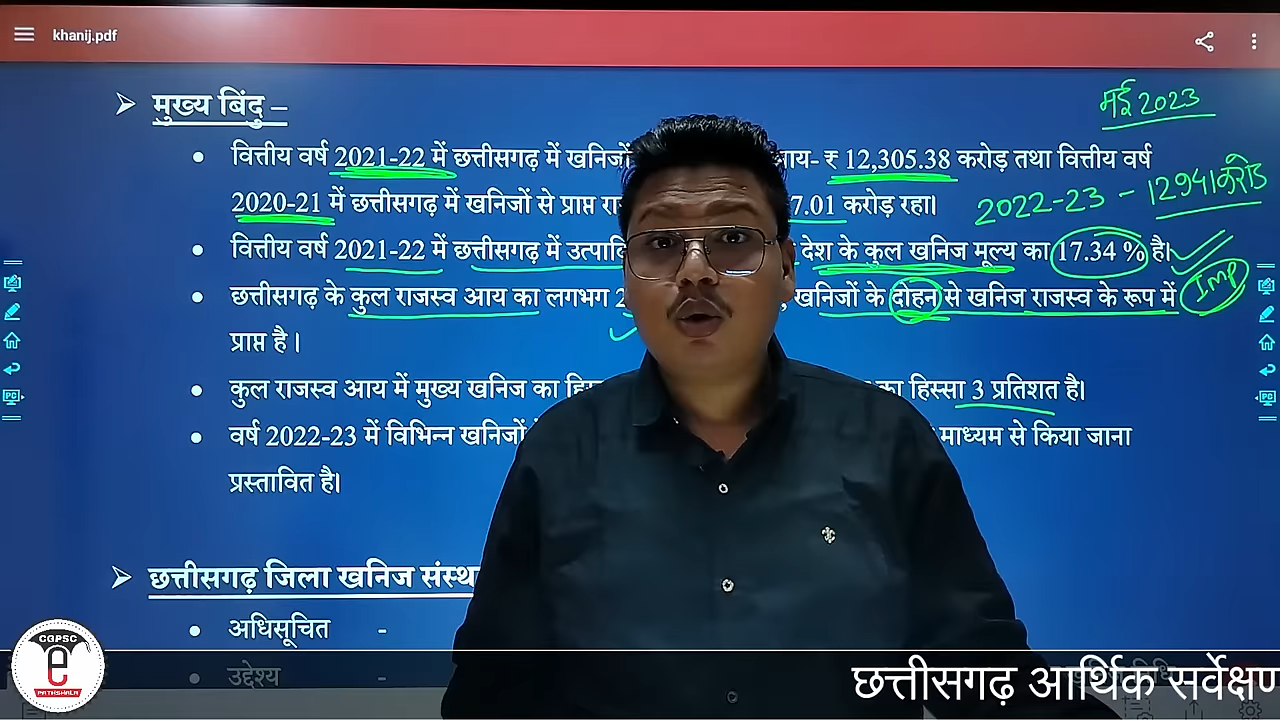 khanij.pdf
मई 2023
मुख्य बिंदु –
वित्तीय वर्ष 2021-22 में छत्तीसगढ़ में खनिजों
₹ 12,305.38 करोड़ तथा वित्तीय वर्ष
2020-21 में छत्तीसगढ़ में खनिजों से प्राप्त
7.01 करोड़ रहा।
2022-23 - 12941 करोड़
वित्तीय वर्ष 2021-22 में छत्तीसगढ़ में
देश के कुल खनिज मूल्य का 17.34 % है।
छत्तीसगढ़ के कुल राजस्व आय का लगभग
खनिजों के दोहन से खनिज राजस्व के रूप में
Imp
प्राप्त है ।
कुल राजस्व आय में मुख्य खनिज का
का हिस्सा 3 प्रतिशत है।
वर्ष 2022-23 में विभिन्न खनिजों
माध्यम से किया जाना
प्रस्तावित है।
छत्तीसगढ़ जिला खनिज
अधिसूचित -
उद्देश्य -
CGPSC
e
PATHSHALA
छत्तीसगढ़ आर्थिक सर्वेक्षण